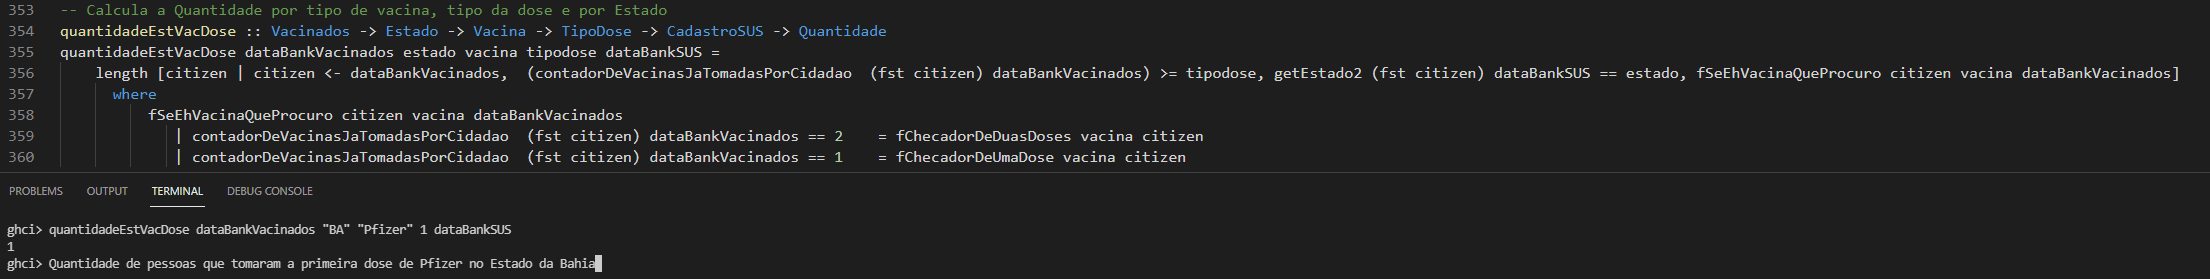 353 -- Calcula a Quantidade por tipo de vacina, tipo da dose e por Estado
354 quantidadeEstVacDose :: Vacinados -> Estado -> Vacina -> TipoDose -> CadastroSUS -> Quantidade
355 quantidadeEstVacDose dataBankVacinados estado vacina tipodose dataBankSUS =
356 length [citizen | citizen <- dataBankVacinados, (contadorDeVacinasJaTomadasPorCidadao (fst citizen) dataBankVacinados) >= tipodose, getEstado2 (fst citizen) dataBankSUS == estado, fSeEhVacinaQueProcuro citizen vacina dataBankVacinados]
357 where
358 fSeEhVacinaQueProcuro citizen vacina dataBankVacinados
359 | contadorDeVacinasJaTomadasPorCidadao (fst citizen) dataBankVacinados == 2 = fChecadorDeDuasDoses vacina citizen
360 | contadorDeVacinasJaTomadasPorCidadao (fst citizen) dataBankVacinados == 1 = fChecadorDeUmaDose vacina citizen
PROBLEMS OUTPUT TERMINAL DEBUG CONSOLE
ghci> quantidadeEstVacDose dataBankVacinados "BA" "Pfizer" 1 dataBankSUS
1
ghci> Quantidade de pessoas que tomaram a primeira dose de Pfizer no Estado da Bahia